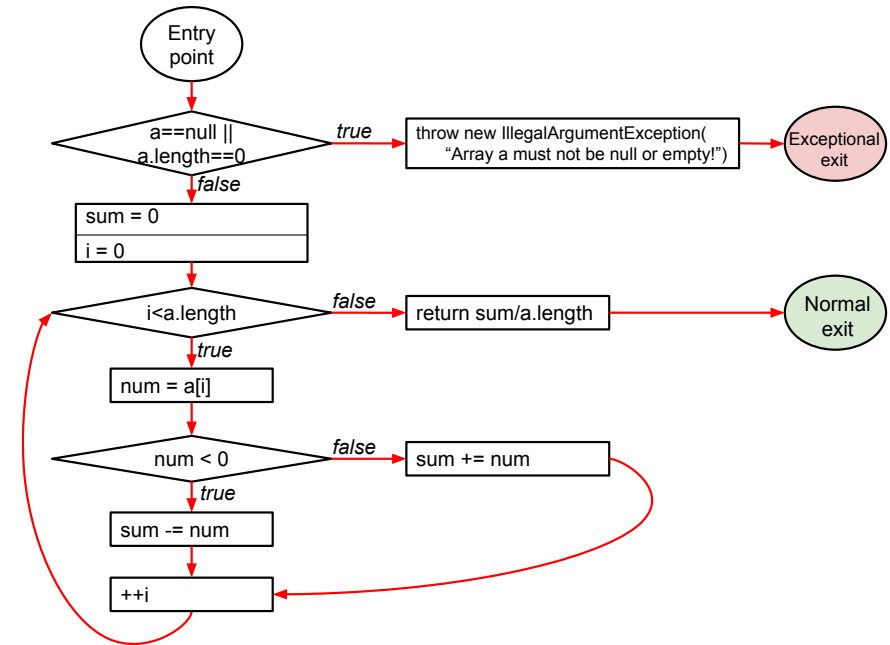 Entry
point
a==null ||
a.length==0
true
throw new IllegalArgumentException(
“Array a must not be null or empty!”)
Exceptional
exit
false
sum = 0
i = 0
i<a.length
false
return sum/a.length
Normal
exit
true
num = a[i]
num < 0
false
sum += num
true
sum -= num
++i